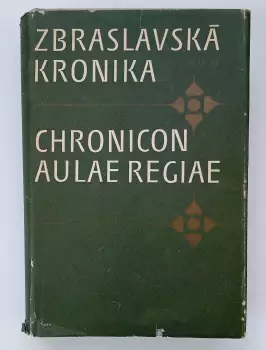 ZBRASLAVSKÁ
KRONIKA
CHRONICON
AULAE REGIAE